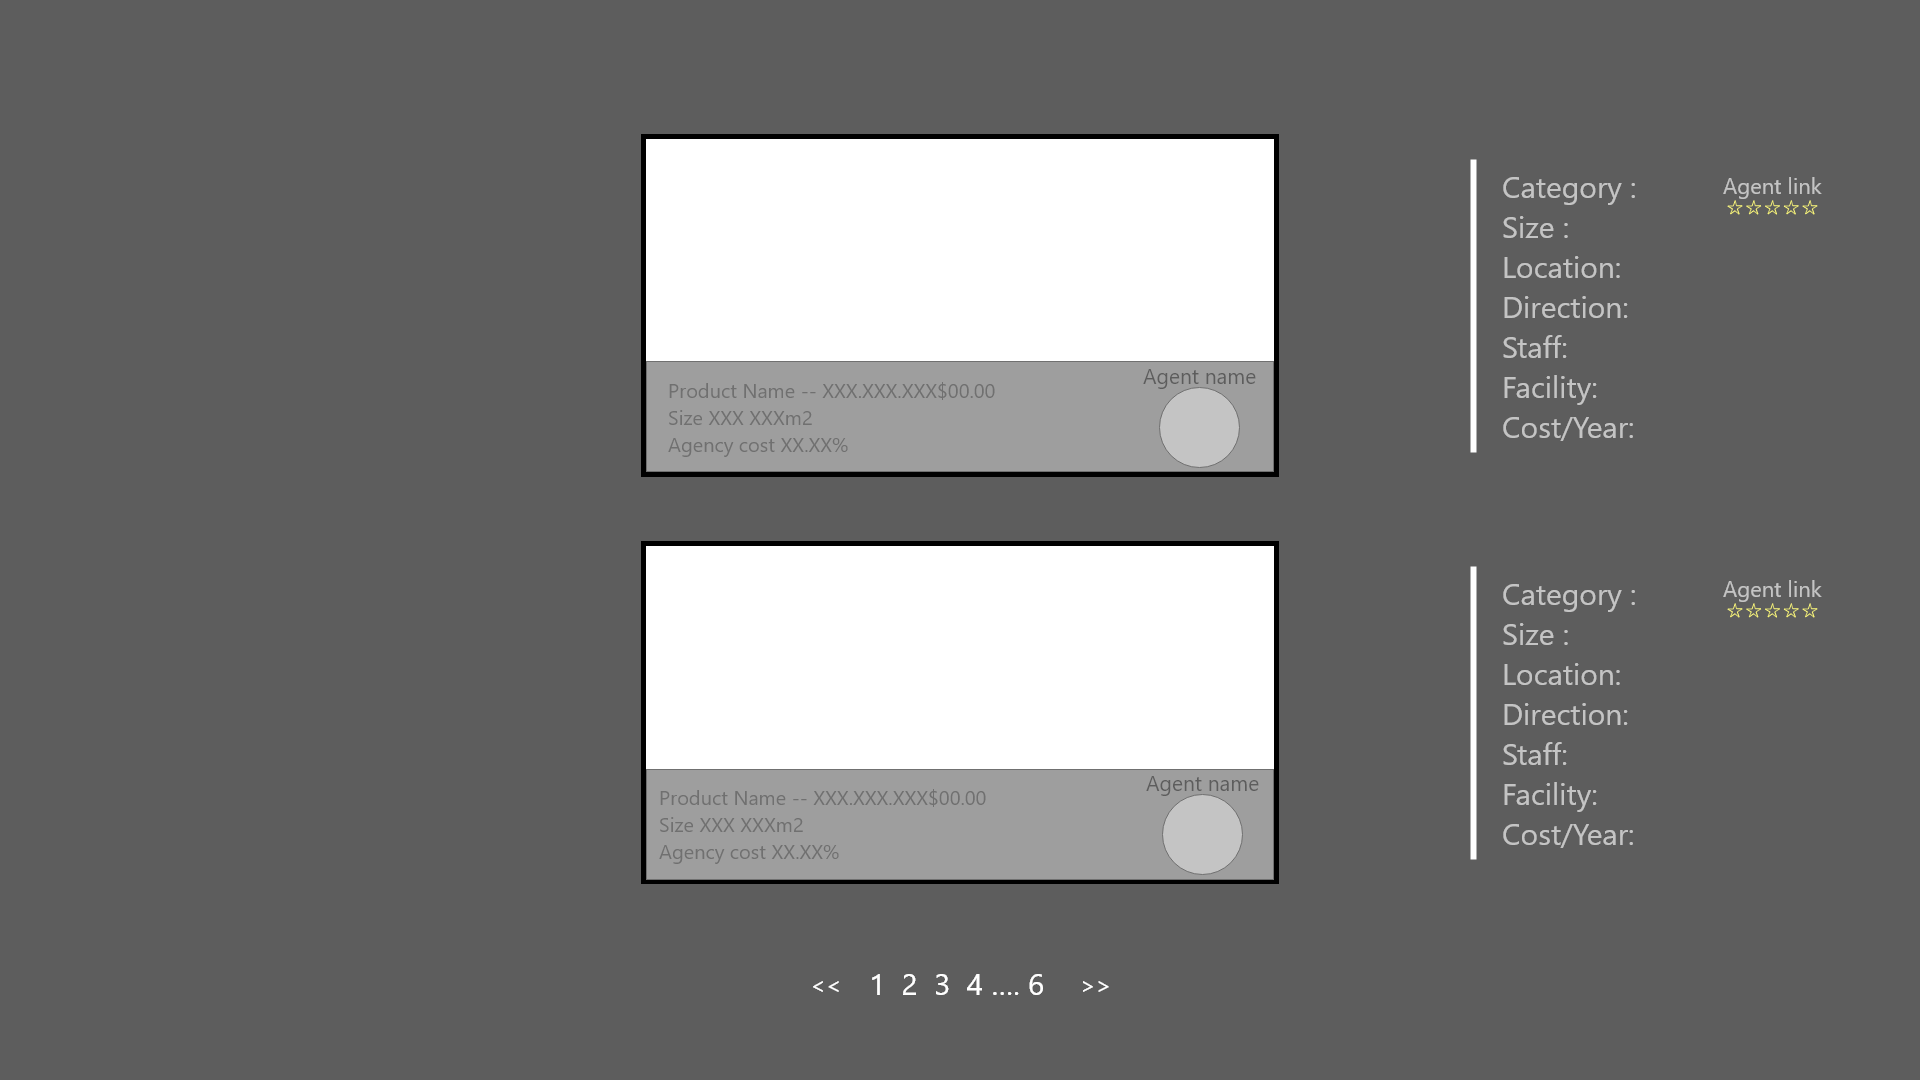 Agent name
Product Name -- XXX.XXX.XXX$00.00
Size XXX XXXm2
Agency cost XX.XX%
Category :
Size :
Location:
Direction:
Staff:
Facility:
Cost/Year:
Agent link
☆☆☆☆☆
Agent name
Product Name -- XXX.XXX.XXX$00.00
Size XXX XXXm2
Agency cost XX.XX%
Category :
Size :
Location:
Direction:
Staff:
Facility:
Cost/Year:
Agent link
☆☆☆☆☆
<< 1 2 3 4 .... 6 >>